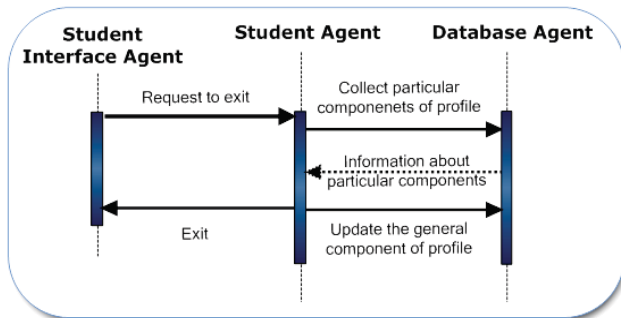 Student
Interface Agent
Student Agent
Database Agent
Request to exit
Collect particular
componenets of profile
Information about
particular components
Exit
Update the general
component of profile